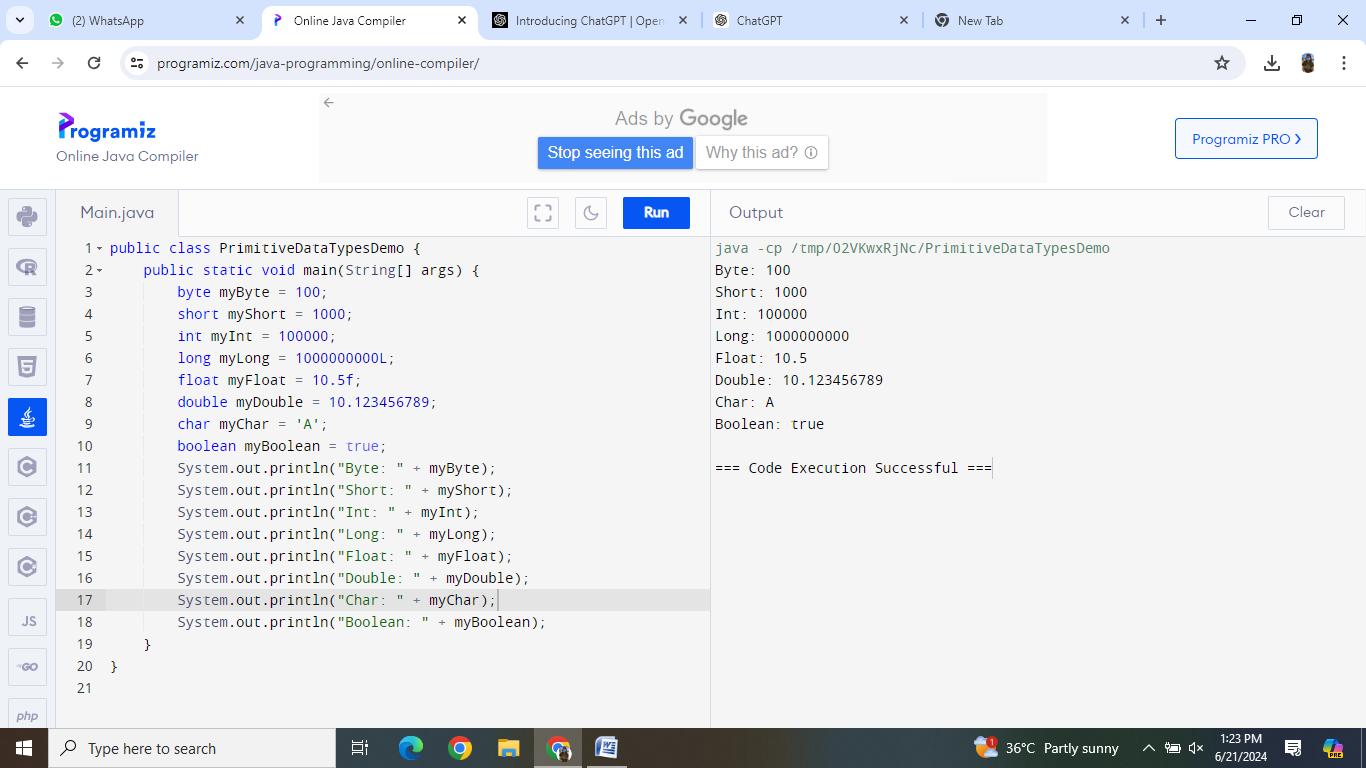 (2) WhatsApp
Online Java Compiler
Introducing ChatGPT | Open
ChatGPT
New Tab
programiz.com/java-programming/online-compiler/
Programiz
Online Java Compiler
Ads by Google
Stop seeing this ad
Why this ad?
Programiz PRO
Main.java
Run
Output
Clear
1 public class PrimitiveDataTypesDemo {
2 public static void main(String[] args) {
3 byte myByte = 100;
4 short myShort = 1000;
5 int myInt = 100000;
6 long myLong = 1000000000L;
7 float myFloat = 10.5f;
8 double myDouble = 10.123456789;
9 char myChar = 'A';
10 boolean myBoolean = true;
11 System.out.println("Byte: " + myByte);
12 System.out.println("Short: " + myShort);
13 System.out.println("Int: " + myInt);
14 System.out.println("Long: " + myLong);
15 System.out.println("Float: " + myFloat);
16 System.out.println("Double: " + myDouble);
17 System.out.println("Char: " + myChar);
18 System.out.println("Boolean: " + myBoolean);
19 }
20 }
21
java -cp /tmp/O2VKwxRjNc/PrimitiveDataTypesDemo
Byte: 100
Short: 1000
Int: 100000
Long: 1000000000
Float: 10.5
Double: 10.123456789
Char: A
Boolean: true
=== Code Execution Successful ===
JS
GO
php
Type here to search
1
36°C Partly sunny
1:23 PM
6/21/2024
PRE